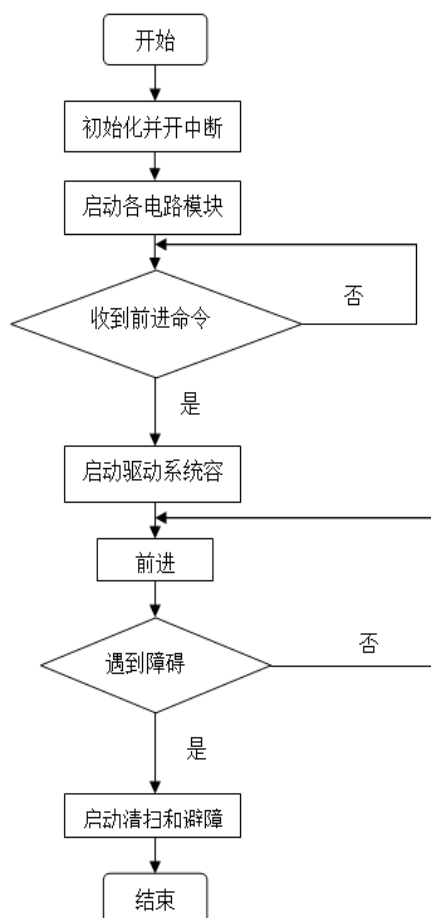 开始
初始化并开中断
启动各电路模块
收到前进命令
否
是
启动驱动系统容
前进
遇到障碍
否
是
启动清扫和避障
结束